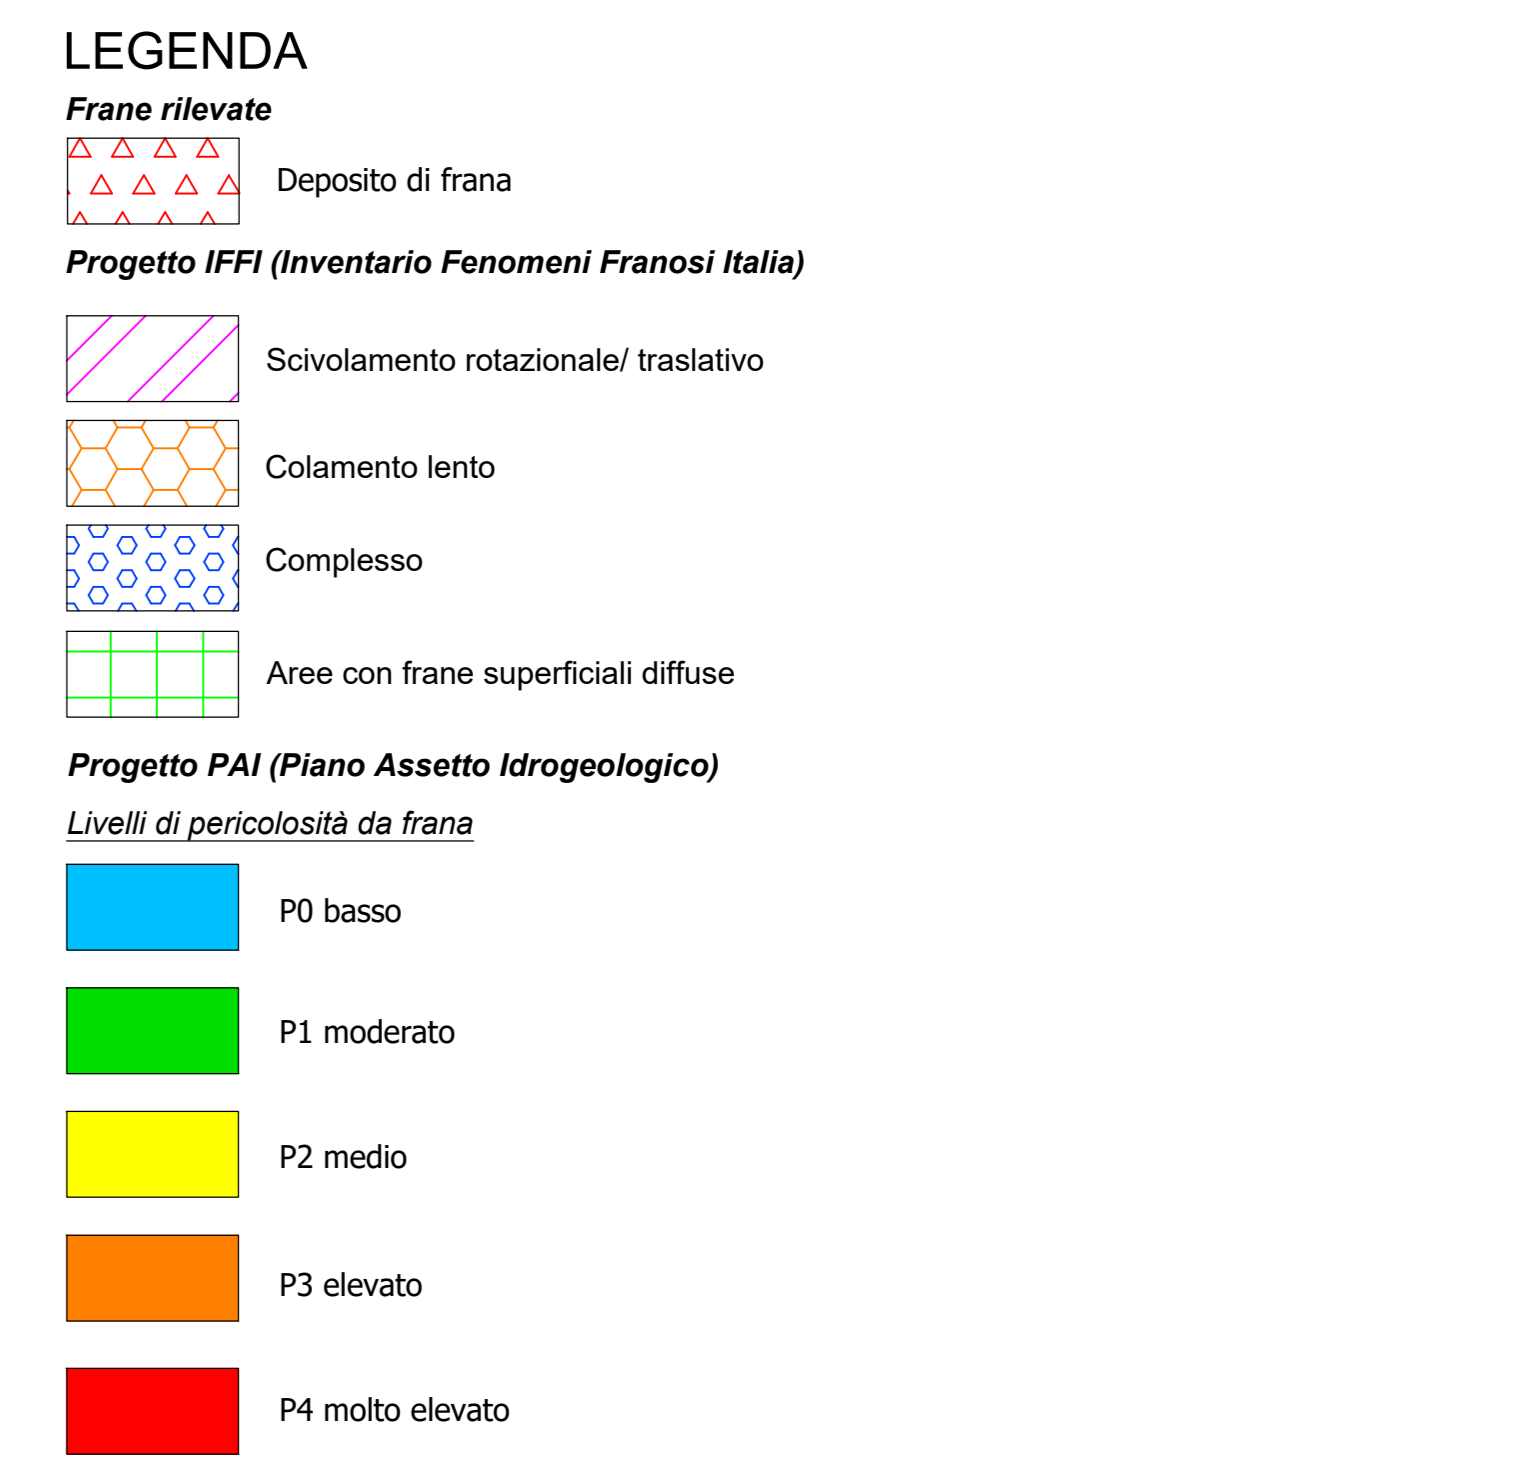 LEGENDA
Frane rilevate
Deposito di frana
Progetto IFFI (Inventario Fenomeni Franosi Italia)
Scivolamento rotazionale/ traslativo
Colamento lento
Complesso
Aree con frane superficiali diffuse
Progetto PAI (Piano Assetto Idrogeologico)
Livelli di pericolosità da frana
P0 basso
P1 moderato
P2 medio
P3 elevato
P4 molto elevato